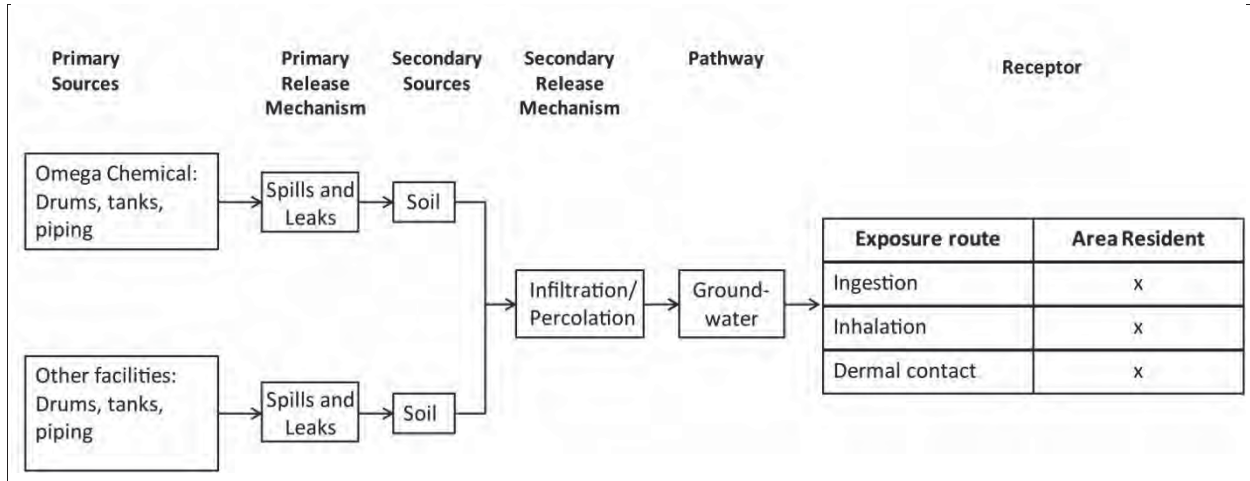 Primary
Sources
Primary
Release
Mechanism
Secondary
Sources
Secondary
Release
Mechanism
Pathway
Receptor
Omega Chemical:
Drums, tanks,
piping
Spills and
Leaks
Soil
Other facilities:
Drums, tanks,
piping
Spills and
Leaks
Soil
Infiltration/
Percolation
Ground-
water
Exposure route Area Resident
Ingestion x
Inhalation x
Dermal contact x